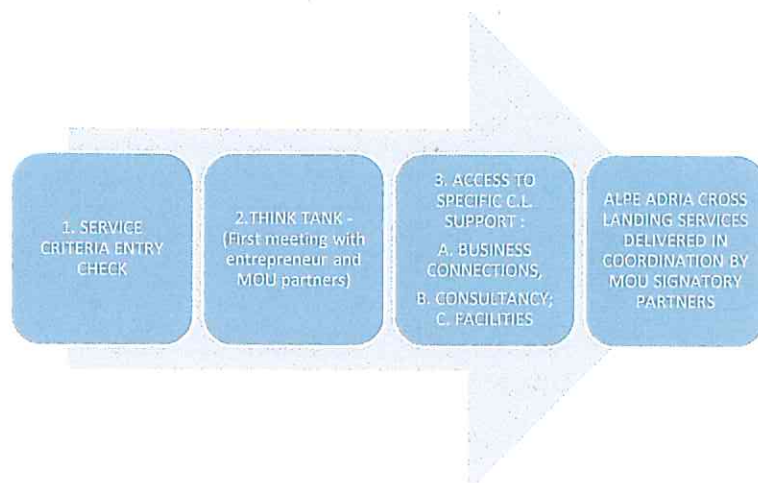 1. SERVICE
CRITERIA ENTRY
CHECK
2.THINK TANK -
(First meeting with
entrepreneur and
MOU partners)
3. ACCESS TO
SPECIFIC C.L.
SUPPORT :
A. BUSINESS
CONNECTIONS,
B. CONSULTANCY;
C. FACILITIES
ALPE ADRIA CROSS
LANDING SERVICES
DELIVERED IN
COORDINATION BY
MOU SIGNATORY
PARTNERS